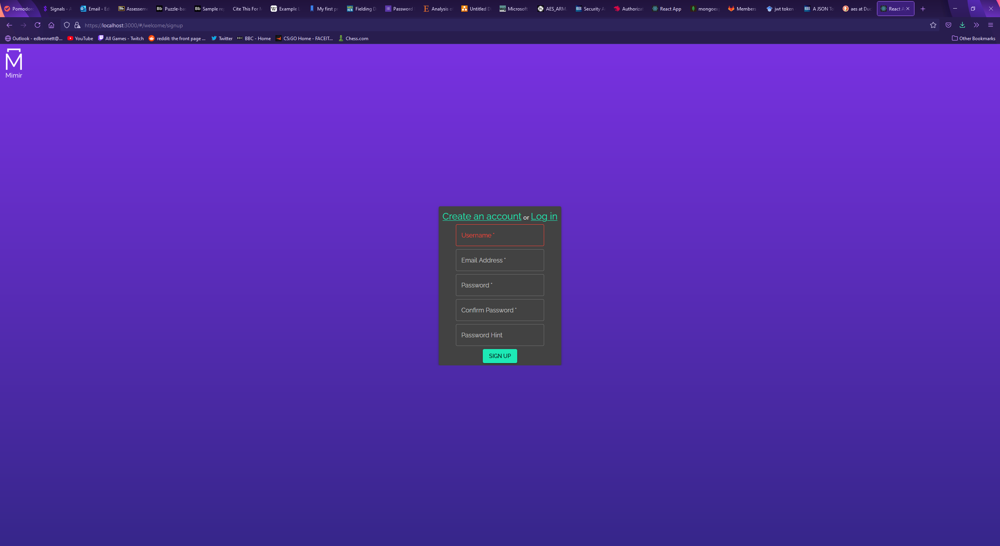 Pomodoro Signals - A Email - Ed Assessme Puzzle-ba Sample rep Cite This For M Example L My first pr Fielding D Password Analysis o Untitled D Microsoft AES_ARM Security A Authorizat React App mongoexp Members jwt token - A JSON To aes at Duc React A
https://localhost:3000/#/welcome/signup
Outlook - edbennett@... YouTube All Games - Twitch reddit: the front page ... Twitter BBC - Home CS:GO Home - FACEIT... Chess.com Other Bookmarks
M
Mimir
Create an account or Log in
Username *
Email Address *
Password *
Confirm Password *
Password Hint
SIGN UP